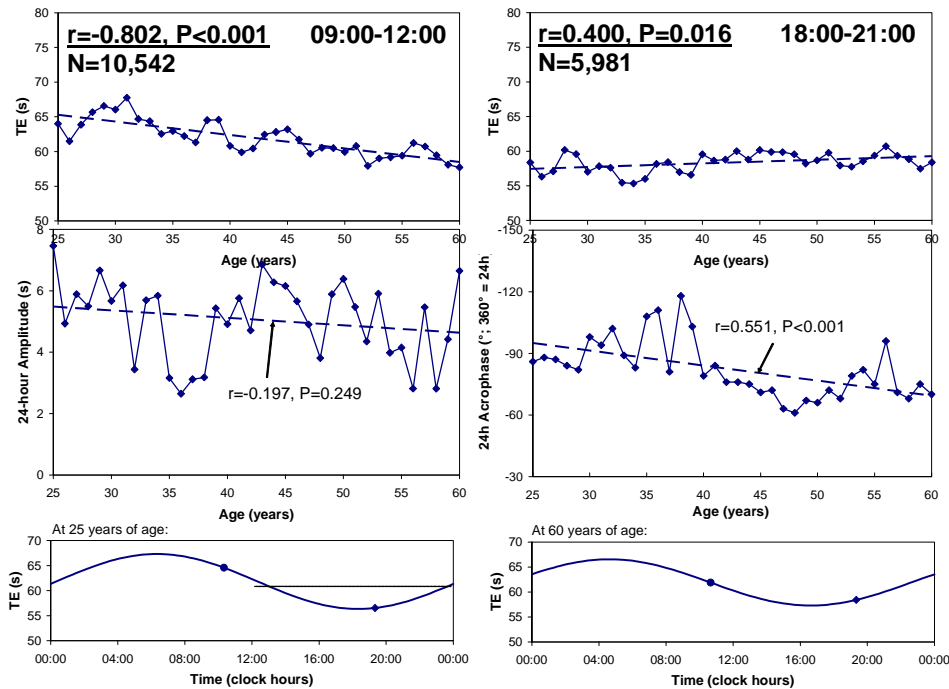 r=-0.802, P<0.001 09:00-12:00
N=10,542
TE (s)
80
75
70
65
60
55
50
25 30 35 40 45 50 55 60
Age (years)
r=0.400, P=0.016 18:00-21:00
N=5,981
TE (s)
80
75
70
65
60
55
50
25 30 35 40 45 50 55 60
Age (years)
24-hour Amplitude (s)
8
6
4
2
0
r=-0.197, P=0.249
25 30 35 40 45 50 55 60
Age (years)
24h Acrophase (°; 360° = 24h)
-150
-120
-90
-60
-30
r=0.551, P<0.001
25 30 35 40 45 50 55 60
Age (years)
At 25 years of age:
TE (s)
70
65
60
55
50
00:00 04:00 08:00 12:00 16:00 20:00 00:00
Time (clock hours)
At 60 years of age:
TE (s)
70
65
60
55
50
00:00 04:00 08:00 12:00 16:00 20:00 00:00
Time (clock hours)